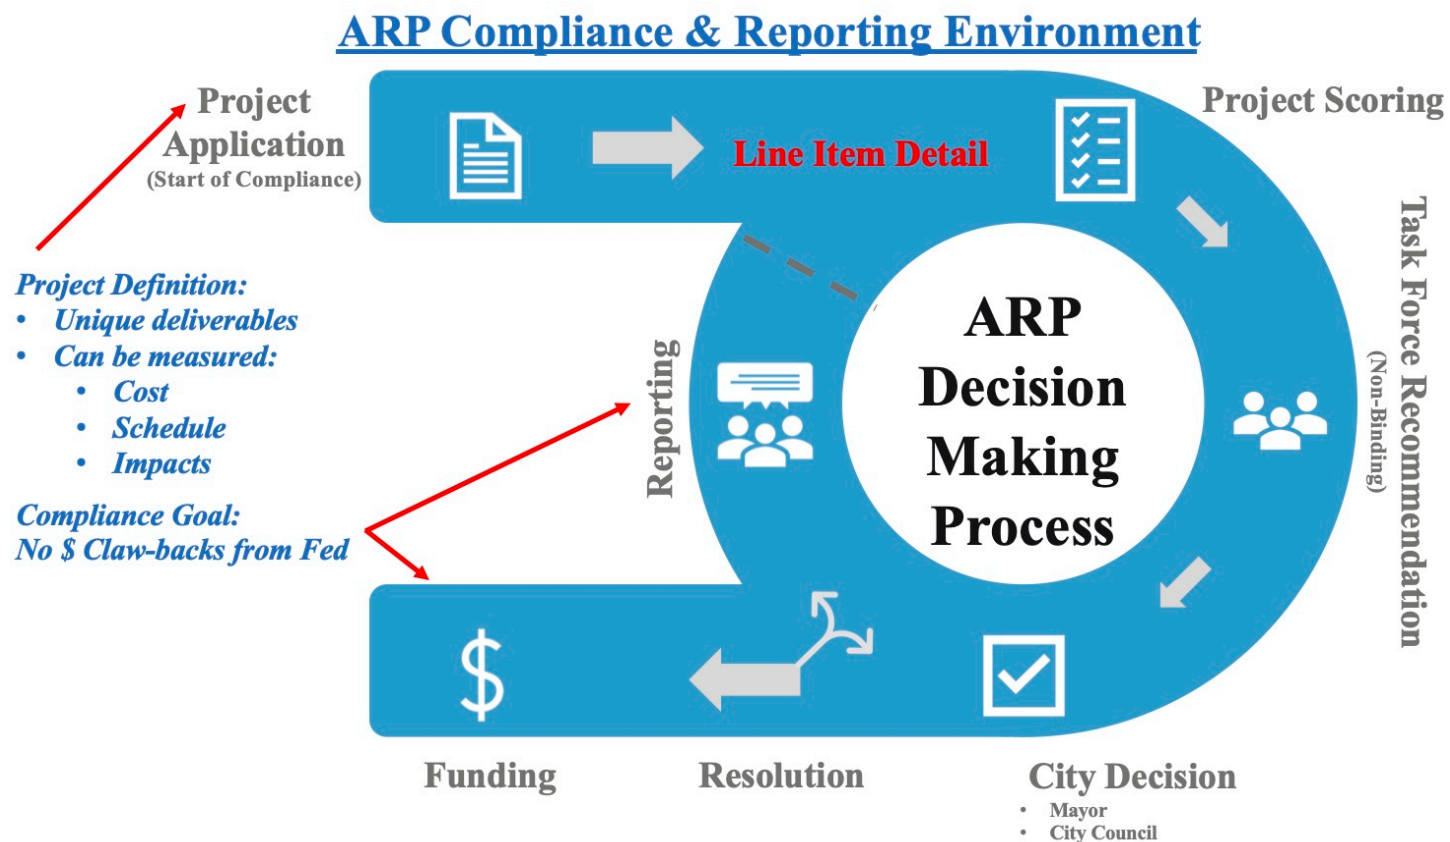 ARP Compliance & Reporting Environment
Project
Application
(Start of Compliance)
Line Item Detail
Project Scoring
Task Force Recommendation
(Non-Binding)
Project Definition:
• Unique deliverables
• Can be measured:
• Cost
• Schedule
• Impacts
Compliance Goal:
No $ Claw-backs from Fed
Reporting
ARP
Decision
Making
Process
$
Funding
Resolution
City Decision
• Mayor
• City Council